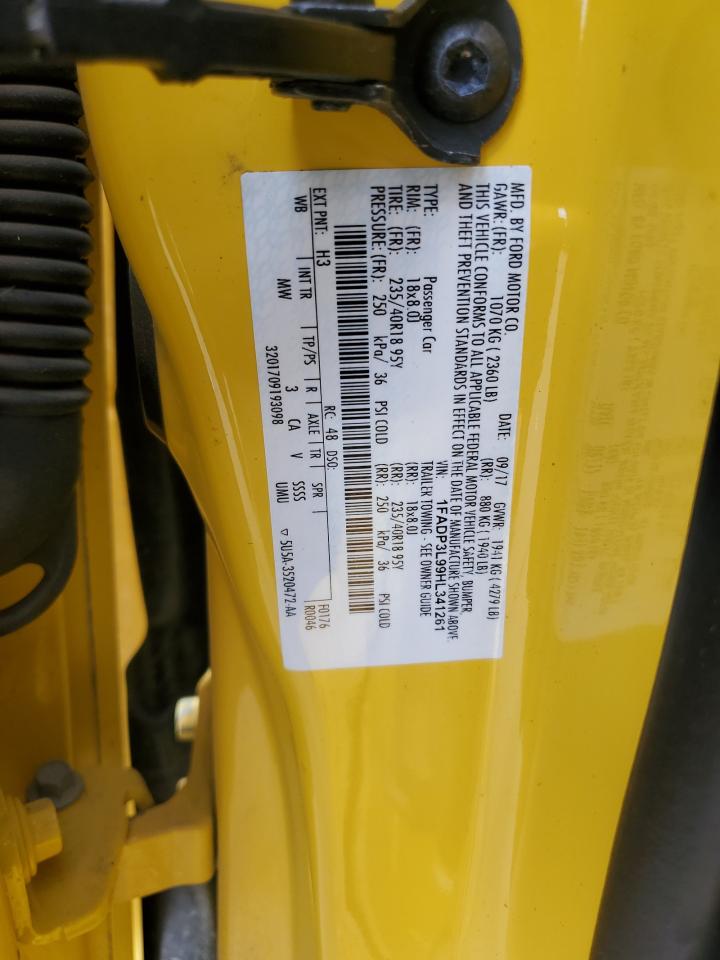 MFD. BY FORD MOTOR CO.
DATE: 09/17 GVWR: 1941 KG ( 4279 LB)
GAWR: (FR): 1070 KG ( 2360 LB) (RR): 880 KG ( 1940 LB)
THIS VEHICLE CONFORMS TO ALL APPLICABLE FEDERAL MOTOR VEHICLE SAFETY, BUMPER,
AND THEFT PREVENTION STANDARDS IN EFFECT ON THE DATE OF MANUFACTURE SHOWN ABOVE
VIN: 1FADP3L99HL341261
TYPE: Passenger Car TRAILER TOWING - SEE OWNER GUIDE
RIM: (FR): 18x8.0J (RR): 18x8.0J
TIRE: (FR): 235/40R18 95Y (RR): 235/40R18 95Y
PRESSURE: (FR): 250 kPa/ 36 PSI COLD (RR): 250 kPa/ 36 PSI COLD
EXT PNT: H3 RC: 48 DSO: F0176
WB INT TR TP/PS R AXLE TR SPR R0046
MW 3 CA V SSSS
3201709193098 UMU ▽ 5U5A-3520472-AA